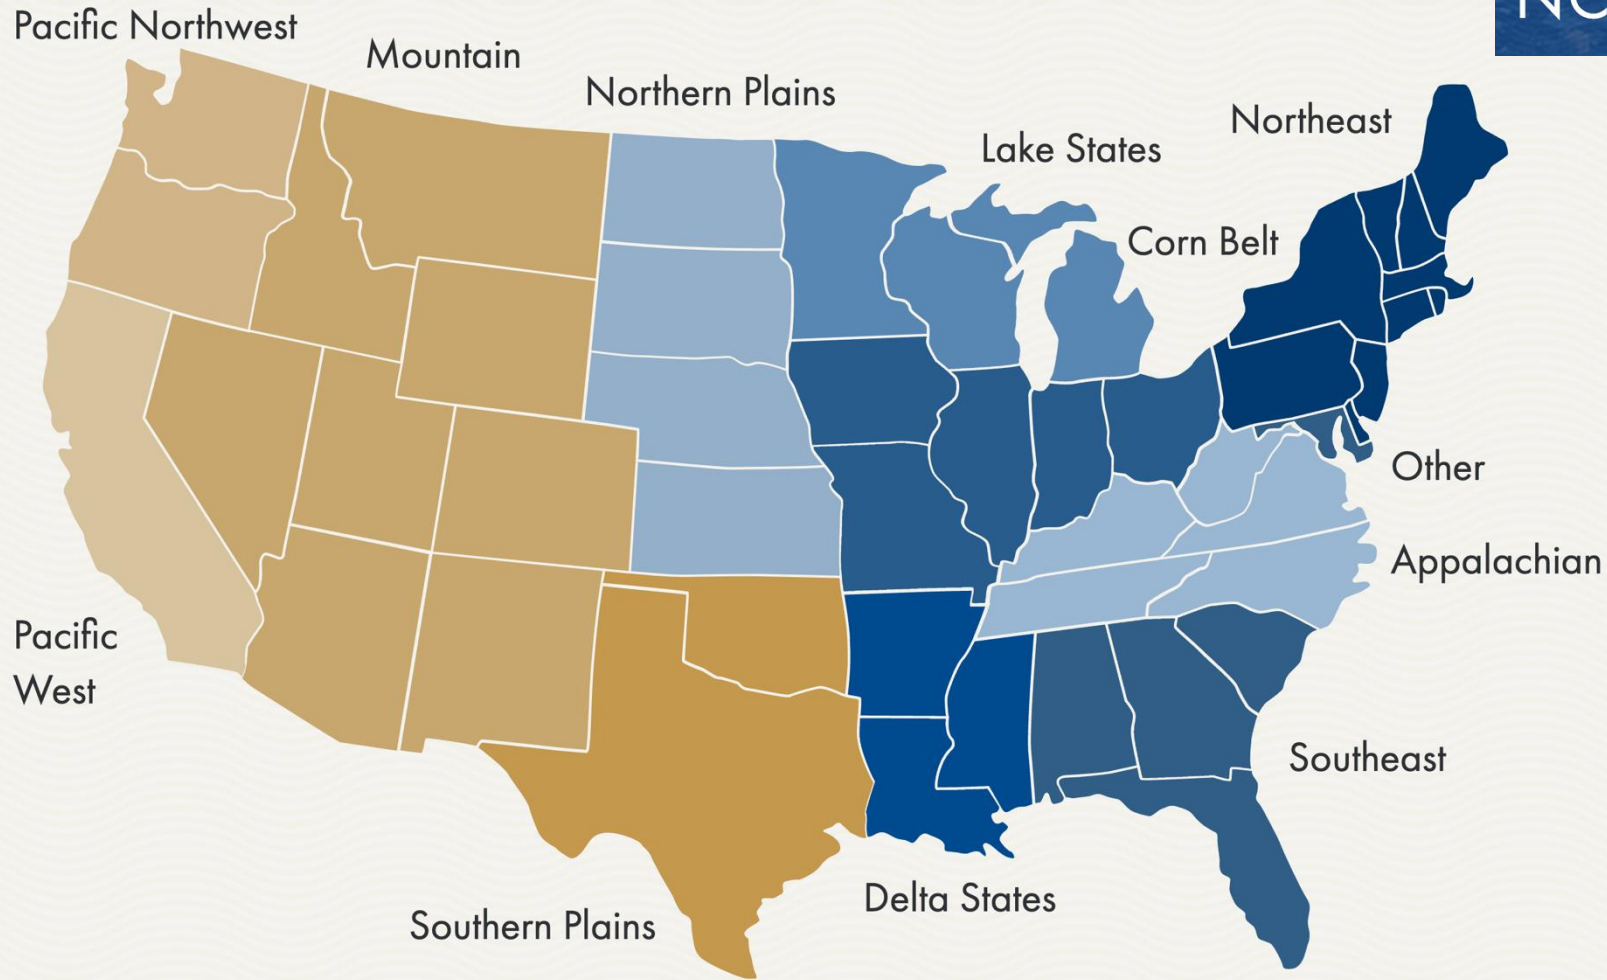 Pacific Northwest
Mountain
Northern Plains
Lake States
Northeast
Corn Belt
Other
Appalachian
Pacific
West
Southeast
Delta States
Southern Plains